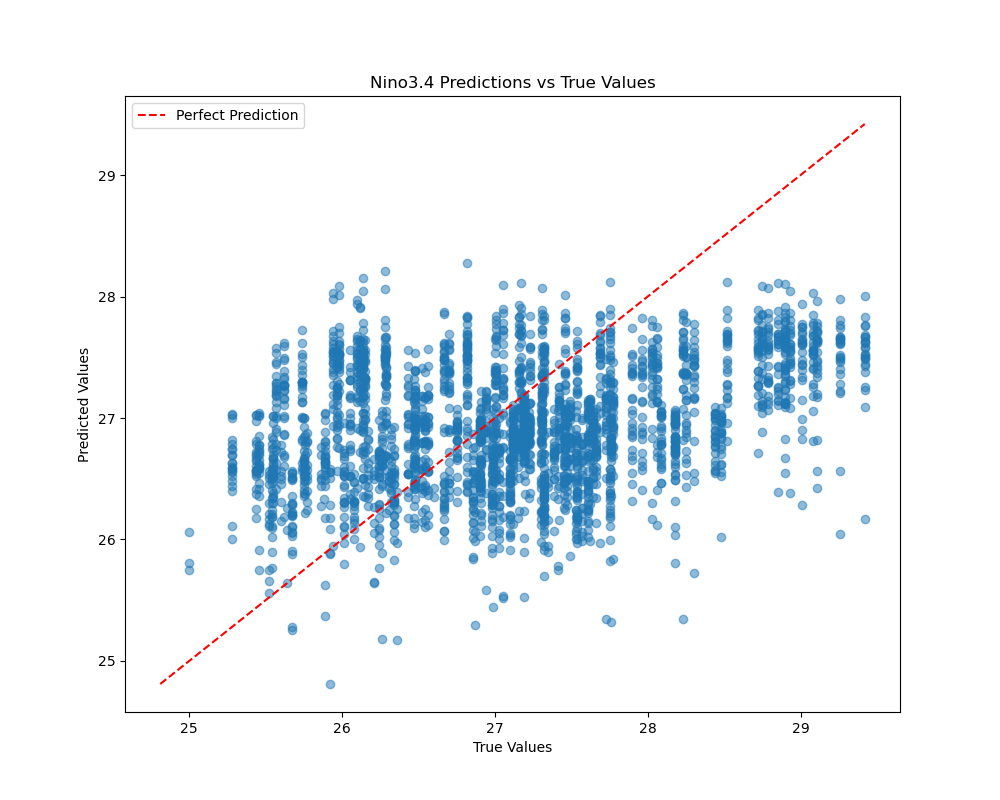 Nino3.4 Predictions vs True Values
Perfect Prediction
29
28
27
26
25
Predicted Values
25 26 27 28 29
True Values